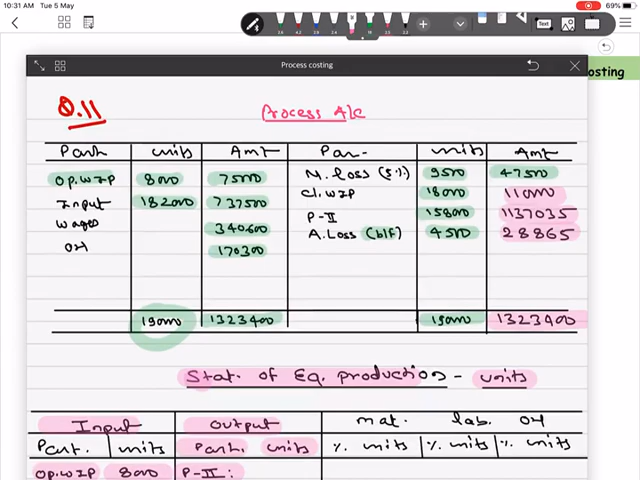 10:31 AM Tue 5 May
69%
Text
Process costing
osting
Q.11
Process A/c
Part. units Amt Par- units Amt
Op.WIP 8000 75000 N.loss (5%) 9500 47500
Input 182000 737500 Cl.WIP 18000 110000
wages 340600 P-II 158000 1137035
OH 170300 A.Loss (b/f) 4500 28865
190000 1323400 190000 1323400
Stat. of Eq. production - units
Input Output mat. lab. OH
Part. units Part. units % units % units % units
Op.WIP 8000 P-II: